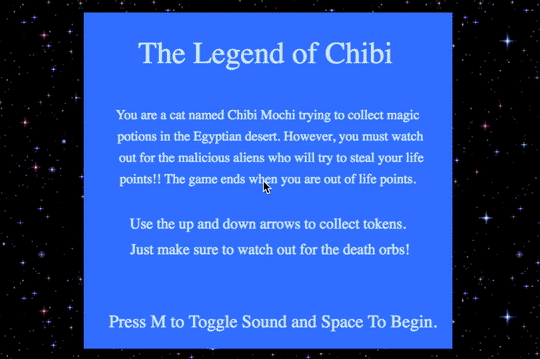 The Legend of Chibi
You are a cat named Chibi Mochi trying to collect magic
potions in the Egyptian desert. However, you must watch
out for the malicious aliens who will try to steal your life
points!! The game ends when you are out of life points.
Use the up and down arrows to collect tokens.
Just make sure to watch out for the death orbs!
Press M to Toggle Sound and Space To Begin.